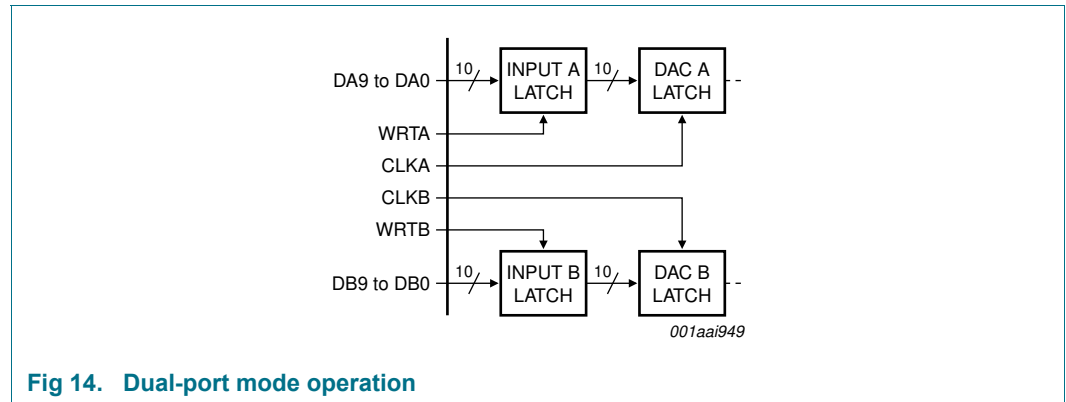 DA9 to DA0
10
INPUT A
LATCH
10
DAC A
LATCH
WRTA
CLKA
CLKB
WRTB
DB9 to DB0
10
INPUT B
LATCH
10
DAC B
LATCH
001aai949
Fig 14. Dual-port mode operation